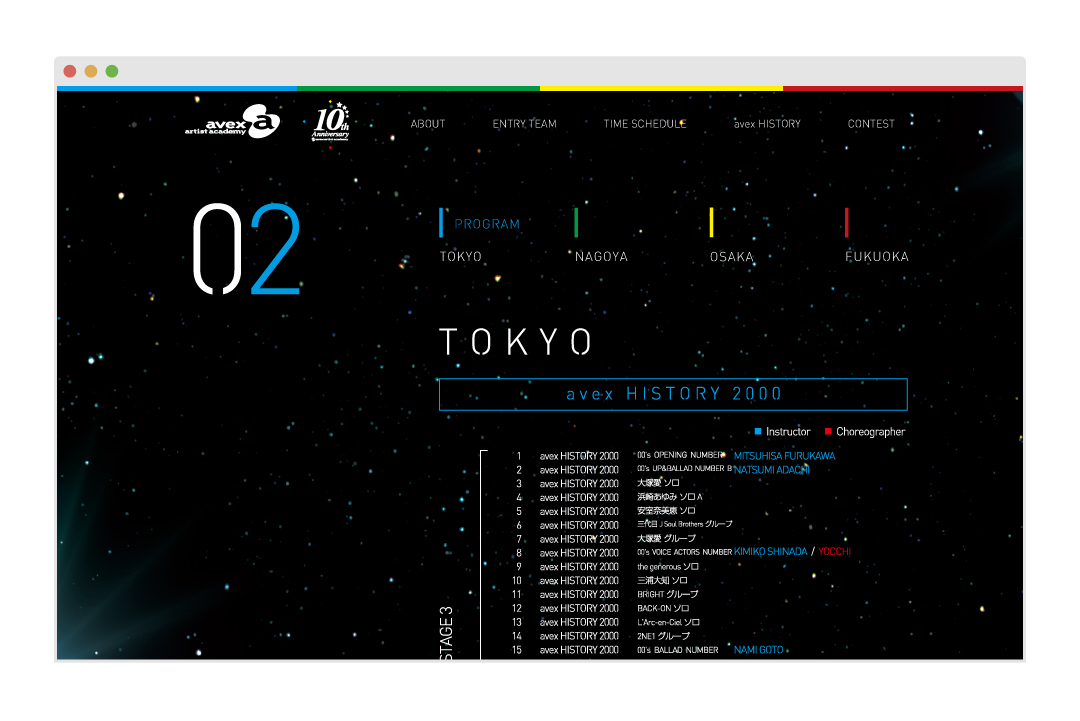 avex
artist academy
a
10th
Anniversary
ABOUT
ENTRY TEAM
TIME SCHEDULE
avex HISTORY
CONTEST
02
PROGRAM
TOKYO
NAGOYA
OSAKA
FUKUOKA
TOKYO
avex HISTORY 2000
Instructor Choreographer
1 avex HISTORY 2000 00's OPENING NUMBER MITSUHISA FURUKAWA
2 avex HISTORY 2000 00's UP&BALLAD NUMBER B NATSUMI ADACHI
3 avex HISTORY 2000 大塚愛 ソロ
4 avex HISTORY 2000 浜崎あゆみ ソロ A
5 avex HISTORY 2000 安室奈美恵 ソロ
6 avex HISTORY 2000 三代目 J Soul Brothers グループ
7 avex HISTORY 2000 大塚愛 グループ
8 avex HISTORY 2000 00's VOICE ACTORS NUMBER KIMIKO SHINADA / YOCCHI
9 avex HISTORY 2000 the generous ソロ
10 avex HISTORY 2000 三浦大知 ソロ
11 avex HISTORY 2000 BRIGHT グループ
12 avex HISTORY 2000 BACK-ON ソロ
13 avex HISTORY 2000 L'Arc-en-Ciel ソロ
14 avex HISTORY 2000 2NE1 グループ
15 avex HISTORY 2000 00's BALLAD NUMBER NAMI GOTO
STAGE 3